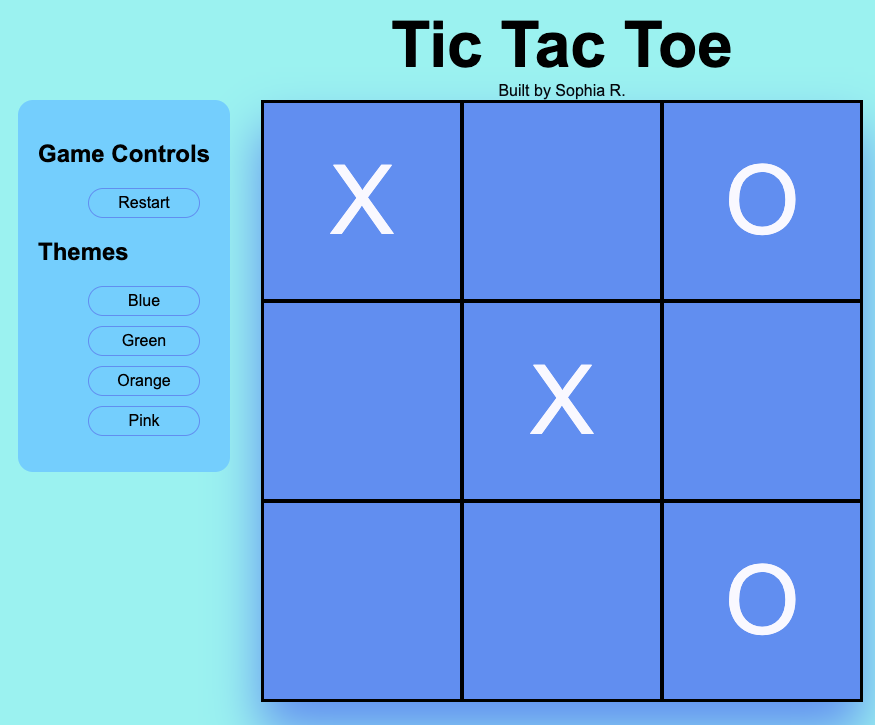 Tic Tac Toe
Built by Sophia R.
Game Controls
Restart
Themes
Blue
Green
Orange
Pink
X O
X
O